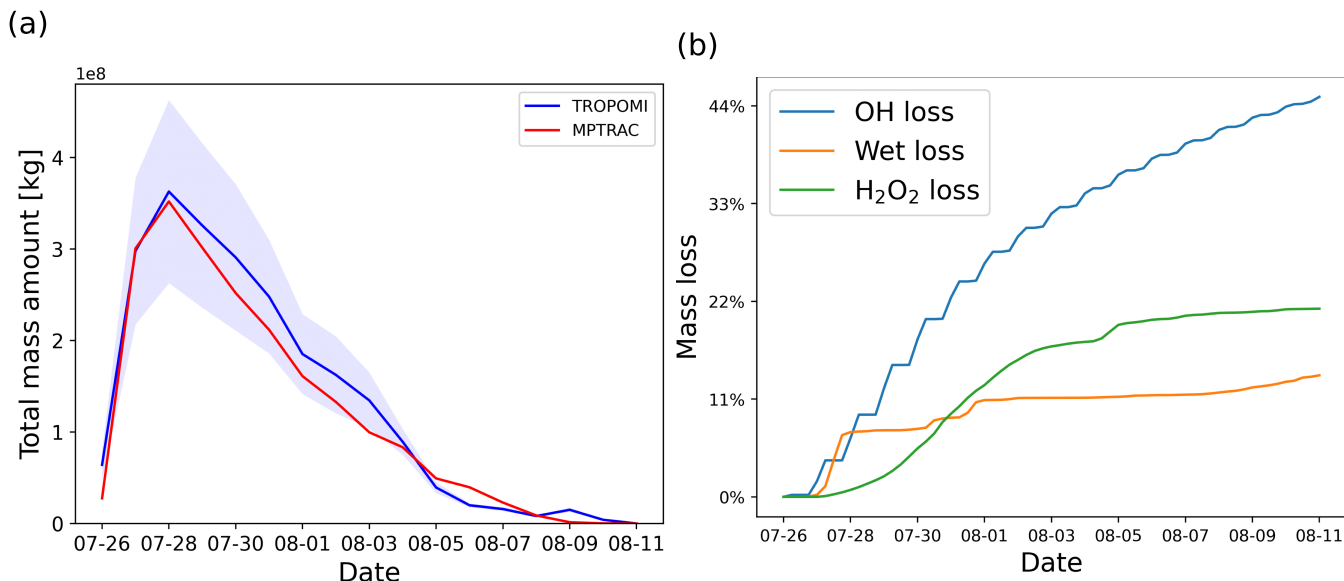 (a)
1e8
Total mass amount [kg]
4
3
2
1
0
TROPOMI
MPTRAC
07-26 07-28 07-30 08-01 08-03 08-05 08-07 08-09 08-11
Date
(b)
Mass loss
44%
33%
22%
11%
0%
OH loss
Wet loss
H₂O₂ loss
07-26 07-28 07-30 08-01 08-03 08-05 08-07 08-09 08-11
Date